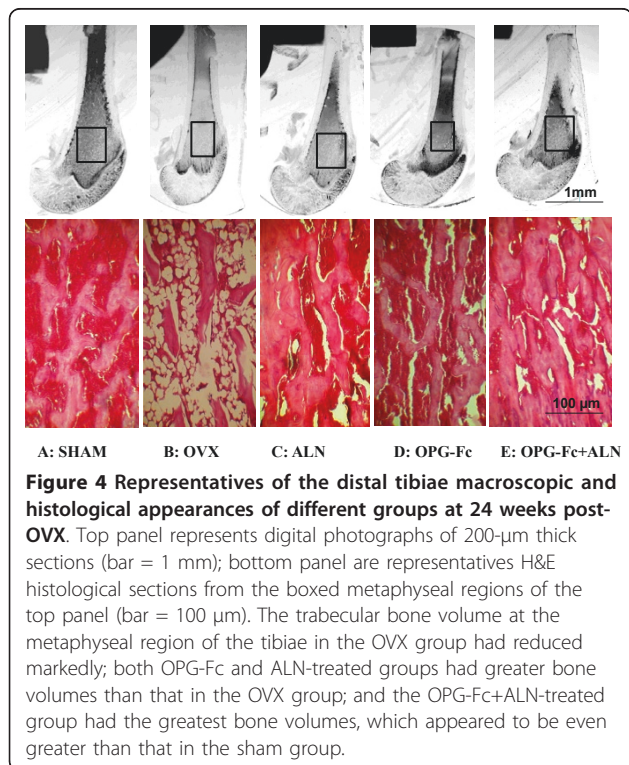 1mm
100 µm
A: SHAM B: OVX C: ALN D: OPG-Fc E: OPG-Fc+ALN
Figure 4 Representatives of the distal tibiae macroscopic and
histological appearances of different groups at 24 weeks post-
OVX. Top panel represents digital photographs of 200-μm thick
sections (bar = 1 mm); bottom panel are representatives H&E
histological sections from the boxed metaphyseal regions of the
top panel (bar = 100 μm). The trabecular bone volume at the
metaphyseal region of the tibiae in the OVX group had reduced
markedly; both OPG-Fc and ALN-treated groups had greater bone
volumes than that in the OVX group; and the OPG-Fc+ALN-treated
group had the greatest bone volumes, which appeared to be even
greater than that in the sham group.